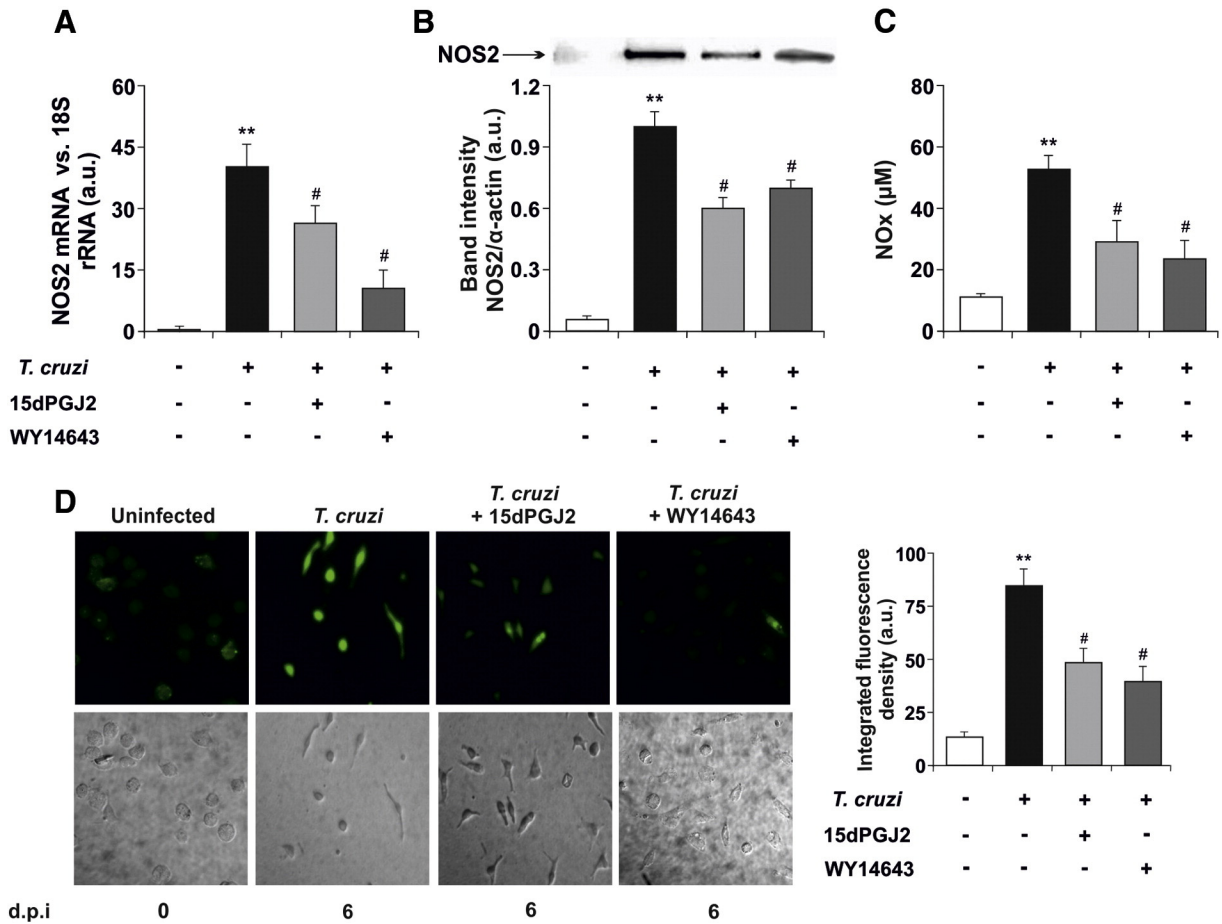 A
NOS2 mRNA vs. 18S
rRNA (a.u.)
60
45
30
15
0
**
#
#
T. cruzi - + + +
15dPGJ2 - - + -
WY14643 - - - +
B
NOS2
Band intensity
NOS2/α-actin (a.u.)
1.2
0.9
0.6
0.3
0
**
#
#
- + + +
- - + -
- - - +
C
NOx (µM)
80
60
40
20
0
**
#
#
- + + +
- - + -
- - - +
D
Uninfected
T. cruzi
T. cruzi
+ 15dPGJ2
T. cruzi
+ WY14643
d.p.i 0 6 6 6
Integrated fluorescence
density (a.u.)
100
75
50
25
0
**
#
#
T. cruzi - + + +
15dPGJ2 - - + -
WY14643 - - - +